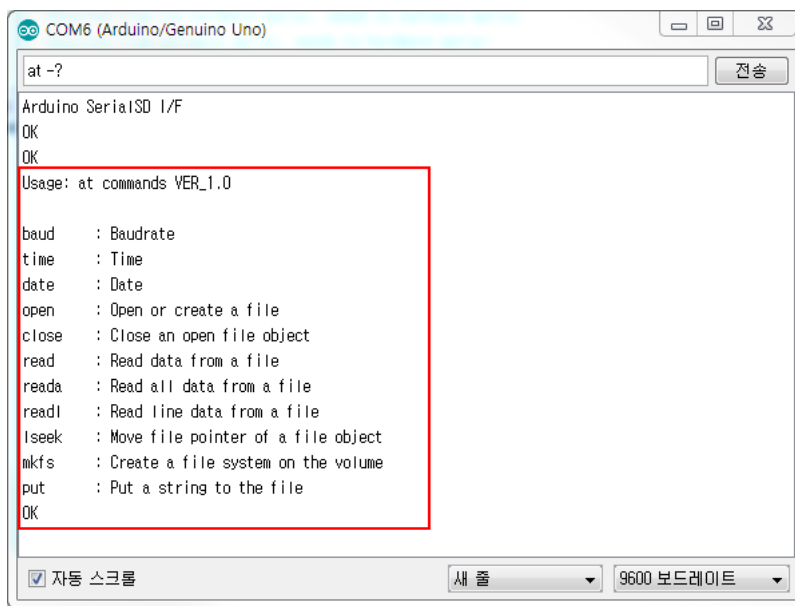 COM6 (Arduino/Genuino Uno)
at -?
전송
Arduino SerialSD I/F
OK
OK
Usage: at commands VER_1.0
baud : Baudrate
time : Time
date : Date
open : Open or create a file
close : Close an open file object
read : Read data from a file
reada : Read all data from a file
readl : Read line data from a file
lseek : Move file pointer of a file object
mkfs : Create a file system on the volume
put : Put a string to the file
OK
자동 스크롤
새 줄
9600 보드레이트